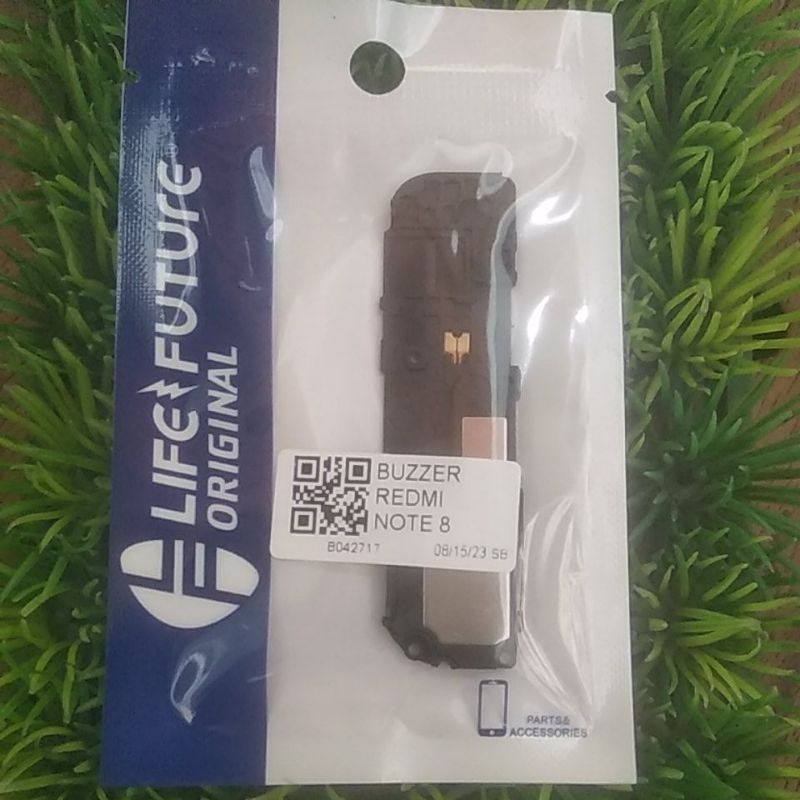 LIFE FUTURE
ORIGINAL
BUZZER
REDMI
NOTE 8
B042717
08/15/23 SB
PARTS&
ACCESSORIES